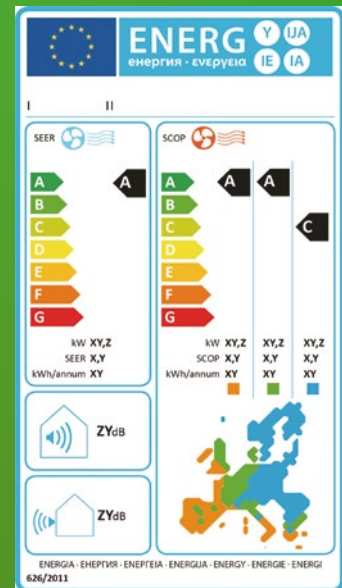 ENERG Y IJA
енергия · ενεργεια IE IA
I II
SEER
A
B
C
D
E
F
G
A
kW XY,Z
SEER X,Y
kWh/annum XY
SCOP
A
B
C
D
E
F
G
A A
C
kW XY,Z XY,Z XY,Z
SCOP X,Y X,Y X,Y
kWh/annum XY XY XY
ZYdB
ZYdB
ENERGIA · ЕНЕРГИЯ · ΕΝΕΡΓΕΙΑ · ENERGIJA · ENERGY · ENERGIE · ENERGI
626/2011